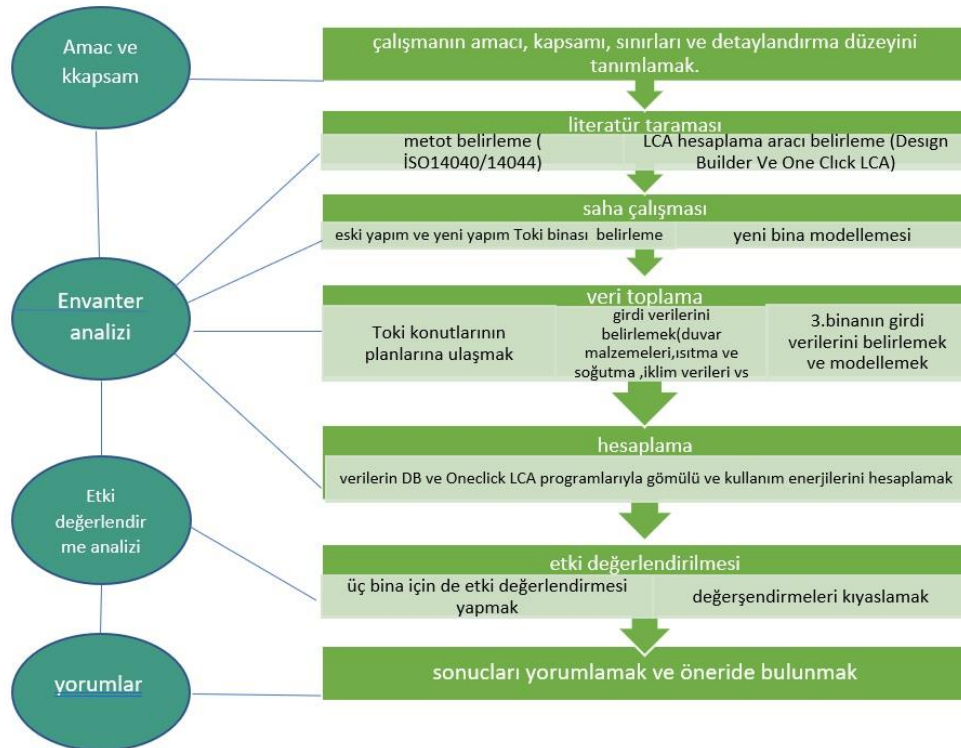 Amac ve
kkapsam
çalışmanın amacı, kapsamı, sınırları ve detaylandırma düzeyini
tanımlamak.
literatür taraması
metot belirleme (
İSO14040/14044)
LCA hesaplama aracı belirleme (Desıgn
Builder Ve One Clıck LCA)
saha çalışması
eski yapım ve yeni yapım Toki binası belirleme
yeni bina modellemesi
Envanter
analizi
veri toplama
Toki konutlarının
planlarına ulaşmak
girdi verilerini
belirlemek(duvar
malzemeleri,ısıtma ve
soğutma ,iklim verileri vs
3.binanın girdi
verilerini belirlemek
ve modellemek
hesaplama
verilerin DB ve Oneclick LCA programlarıyla gömülü ve kullanım enerjilerini hesaplamak
Etki
değerlendir
me analizi
etki değerlendirilmesi
üç bina için de etki değerlendirmesi
yapmak
değerşendirmeleri kıyaslamak
yorumlar
sonucları yorumlamak ve öneride bulunmak